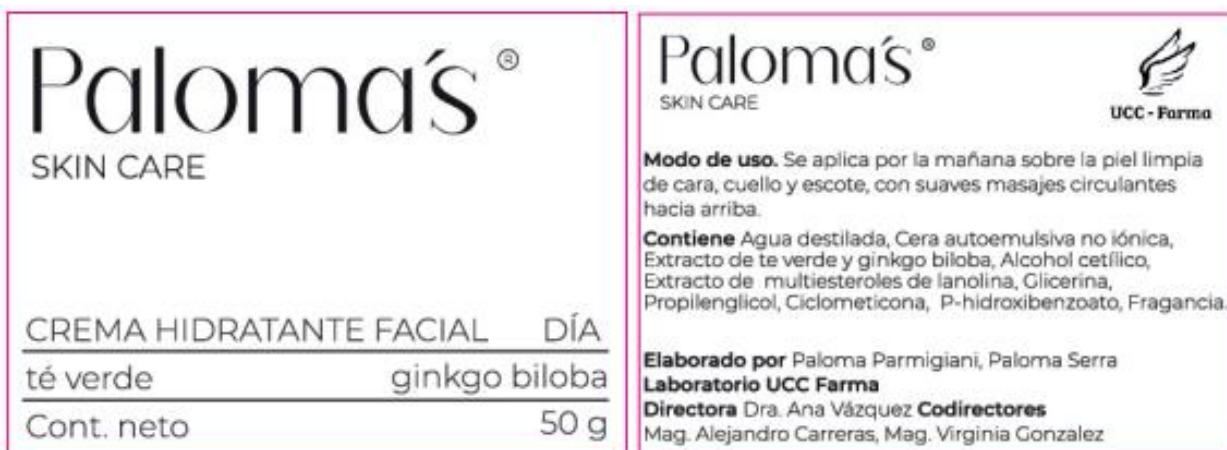 Paloma´s ®
SKIN CARE
CREMA HIDRATANTE FACIAL DÍA
té verde ginkgo biloba
Cont. neto 50 g
Paloma´s ®
SKIN CARE
UCC - Farma
Modo de uso. Se aplica por la mañana sobre la piel limpia
de cara, cuello y escote, con suaves masajes circulantes
hacia arriba.
Contiene Agua destilada, Cera autoemulsiva no iónica,
Extracto de te verde y ginkgo biloba, Alcohol cetílico,
Extracto de multiesteroles de lanolina, Glicerina,
Propilenglicol, Ciclometicona, P-hidroxibenzoato, Fragancia.
Elaborado por Paloma Parmigiani, Paloma Serra
Laboratorio UCC Farma
Directora Dra. Ana Vázquez Codirectores
Mag. Alejandro Carreras, Mag. Virginia Gonzalez